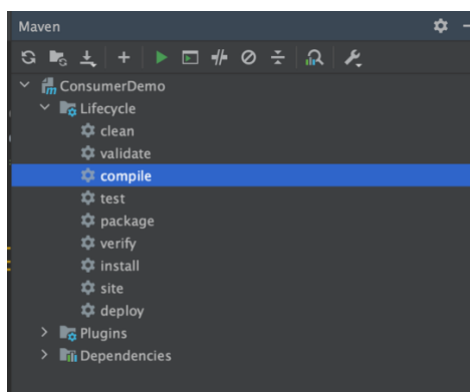 Maven
ConsumerDemo
Lifecycle
clean
validate
compile
test
package
verify
install
site
deploy
Plugins
Dependencies